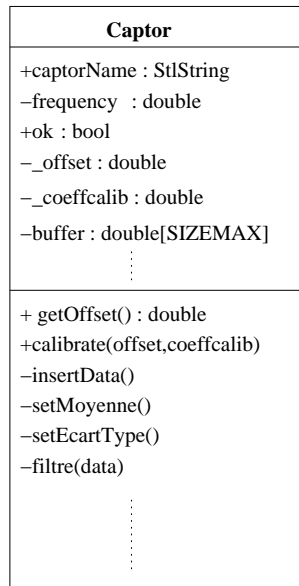 Captor
+captorName : StlString
−frequency : double
+ok : bool
−_offset : double
−_coeffcalib : double
−buffer : double[SIZEMAX]
+ getOffset() : double
+calibrate(offset,coeffcalib)
−insertData()
−setMoyenne()
−setEcartType()
−filtre(data)